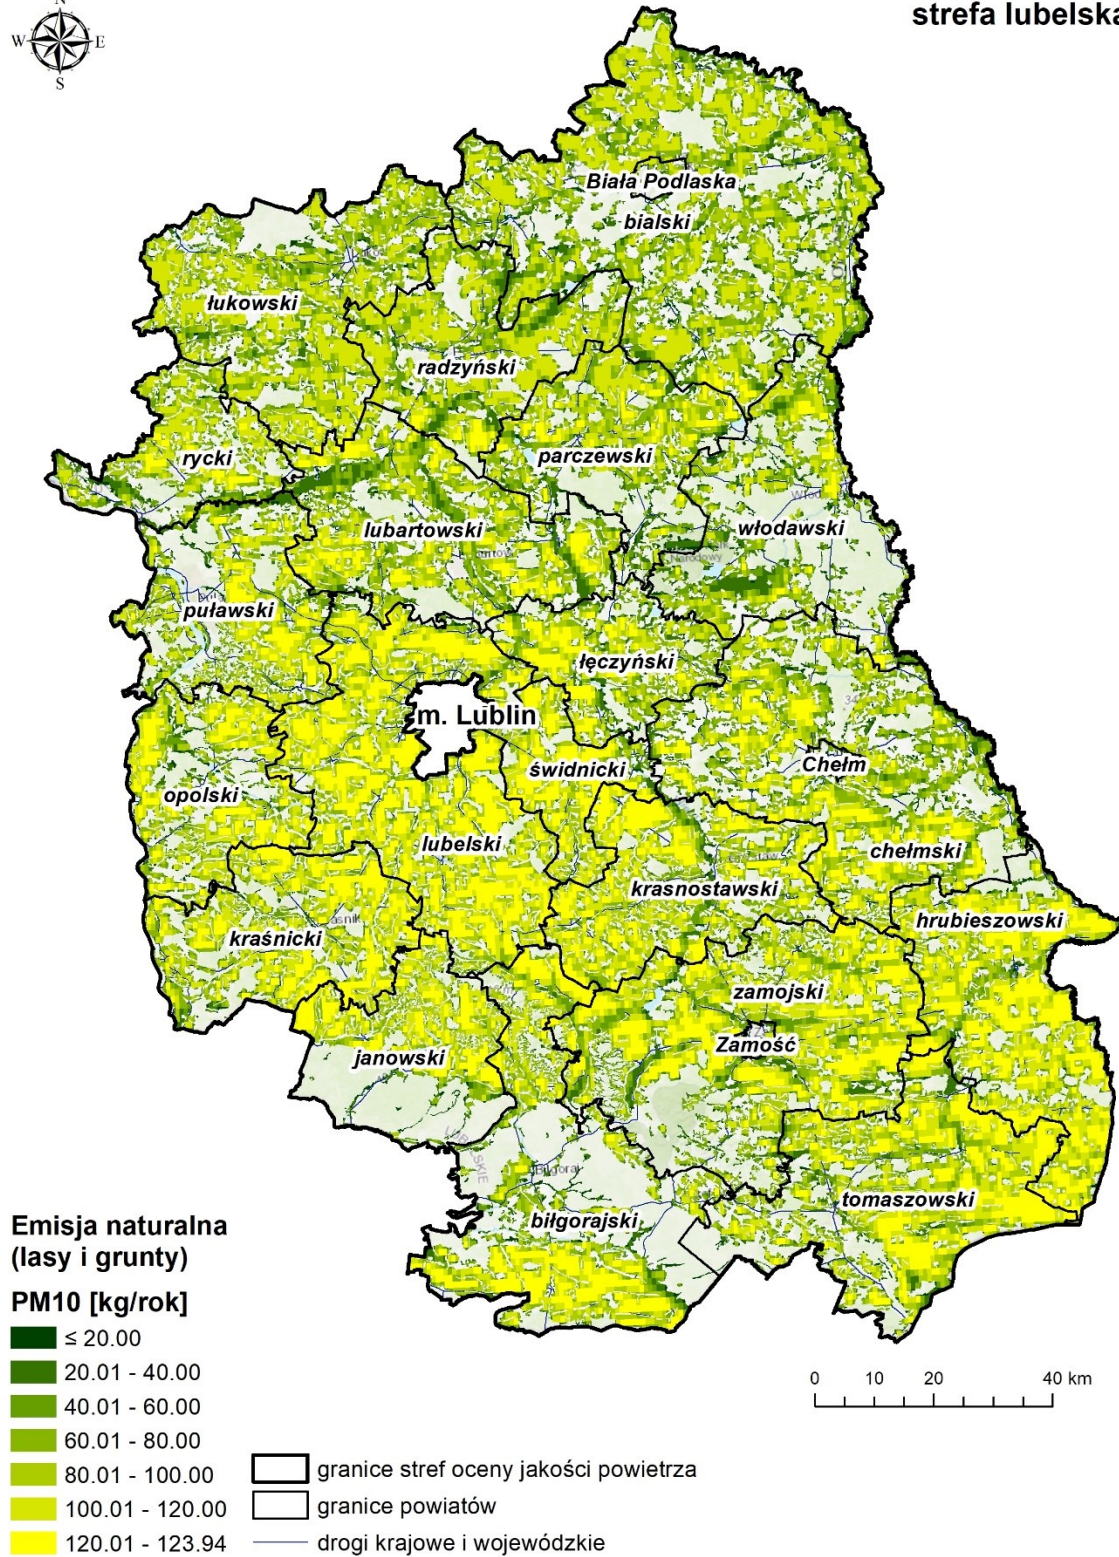 N
W E
S
strefa lubelska
Biała Podlaska
bialski
łukowski
radzyński
rycki
parczewski
lubartowski
włodawski
Narodowy
puławski
łęczyński
m. Lublin
świdnicki
Chełm
opolski
lubelski
chełmski
krasnostawski
hrubieszowski
kraśnicki
zamojski
Zamość
janowski
LUBELSKIE
Biłgoraj
tomaszowski
biłgorajski
Emisja naturalna
(lasy i grunty)
PM10 [kg/rok]
≤ 20.00
20.01 - 40.00
40.01 - 60.00
60.01 - 80.00
80.01 - 100.00
100.01 - 120.00
120.01 - 123.94
0 10 20 40 km
granice stref oceny jakości powietrza
granice powiatów
drogi krajowe i wojewódzkie